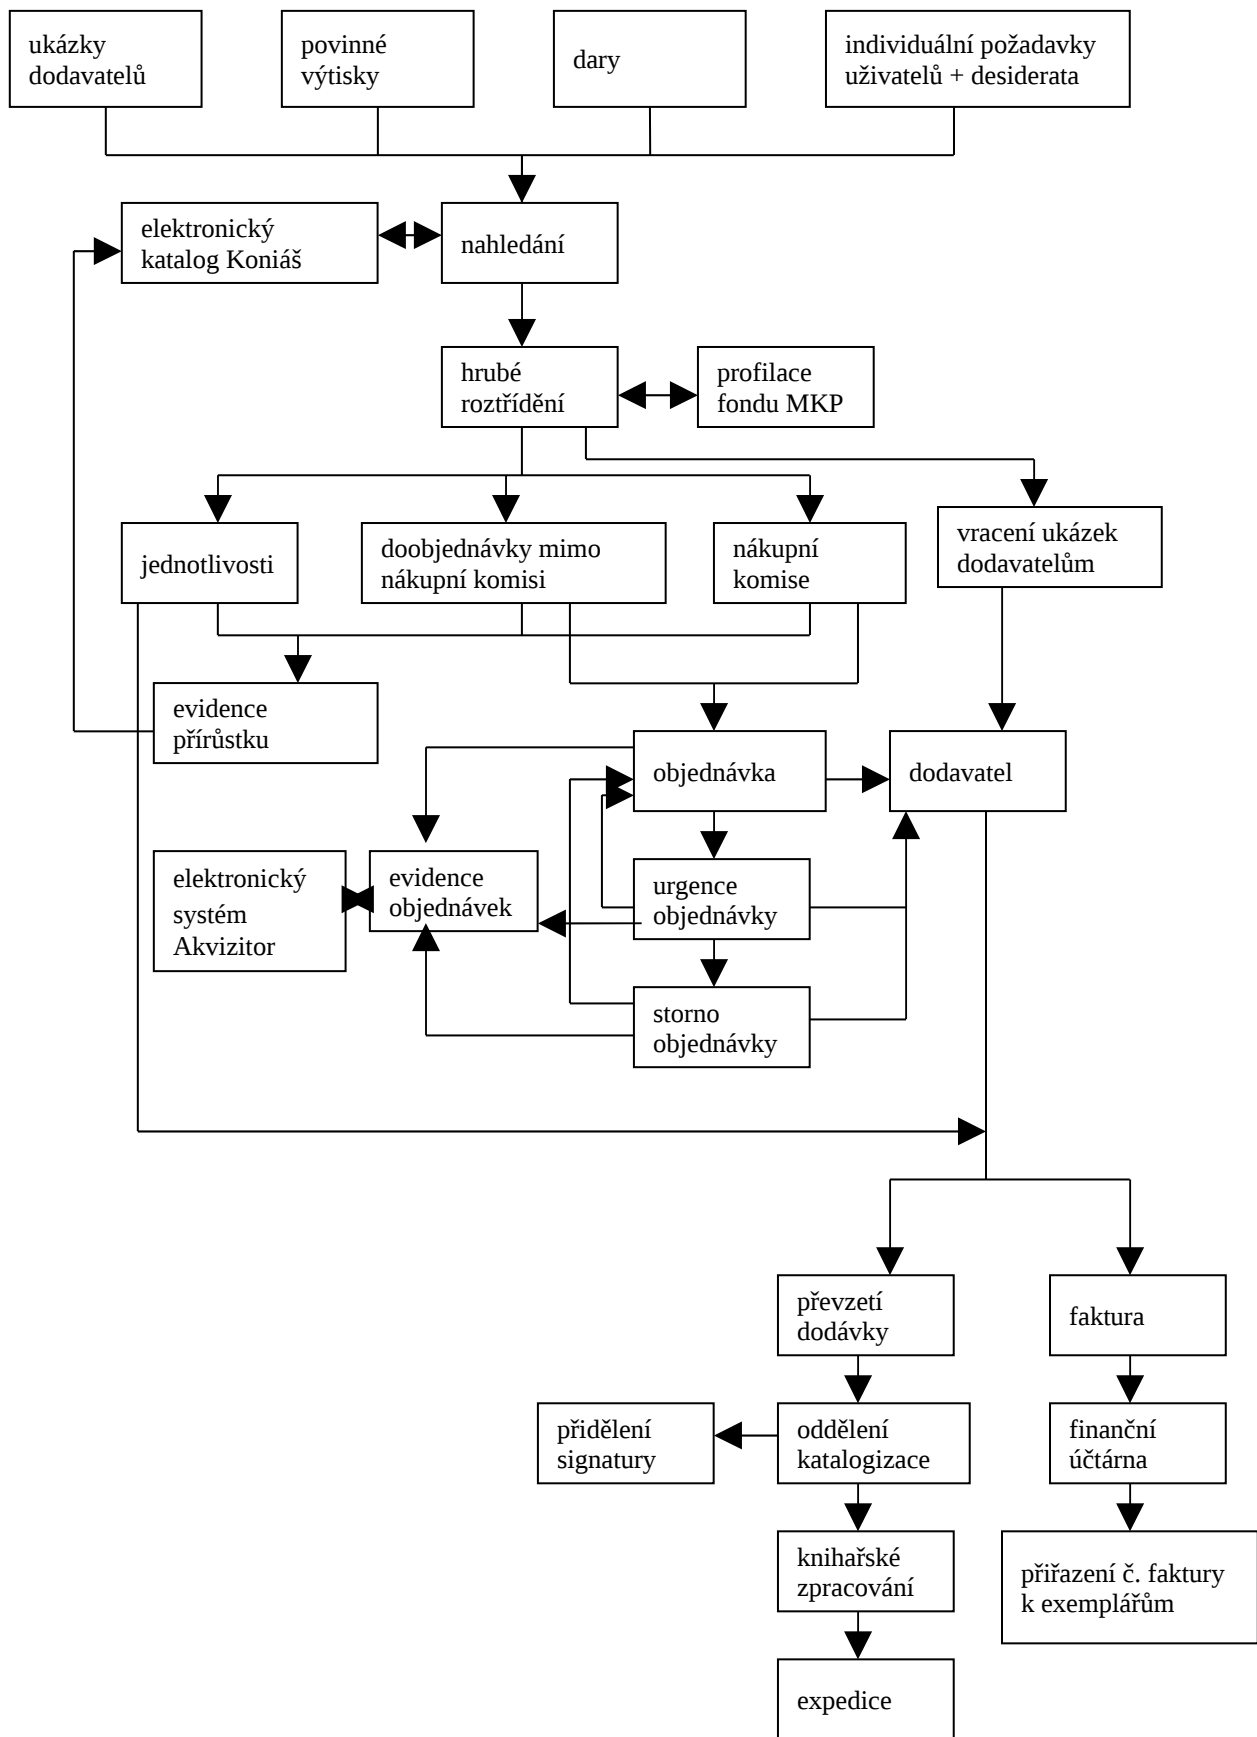 ukázky
dodavatelů
povinné
výtisky
dary
individuální požadavky
uživatelů + desiderata
elektronický
katalog Koniáš
nahledání
hrubé
roztřídění
profilace
fondu MKP
jednotlivosti
doobjednávky mimo
nákupní komisi
nákupní
komise
vracení ukázek
dodavatelům
evidence
přírůstku
objednávka
dodavatel
elektronický
systém
Akvizitor
evidence
objednávek
urgence
objednávky
storno
objednávky
převzetí
dodávky
faktura
přidělení
signatury
oddělení
katalogizace
finanční
účtárna
knihařské
zpracování
přiřazení č. faktury
k exemplářům
expedice